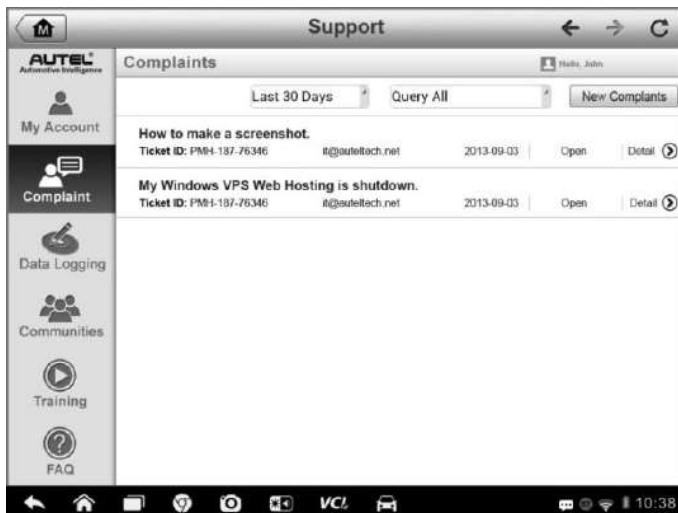 Support
AUTEL
Automotive Intelligence
Complaints
Hello, John
Last 30 Days
Query All
New Complants
My Account
How to make a screenshot.
Ticket ID: PMH-187-76346 it@auteltech.net 2013-09-03 Open Detail
My Windows VPS Web Hosting is shutdown.
Ticket ID: PMH-187-76346 it@auteltech.net 2013-09-03 Open Detail
Complaint
Data Logging
Communities
Training
FAQ
VCI
10:38